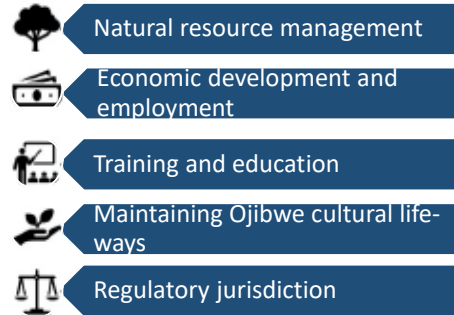 Natural resource management
Economic development and
employment
Training and education
Maintaining Ojibwe cultural life-
ways
Regulatory jurisdiction